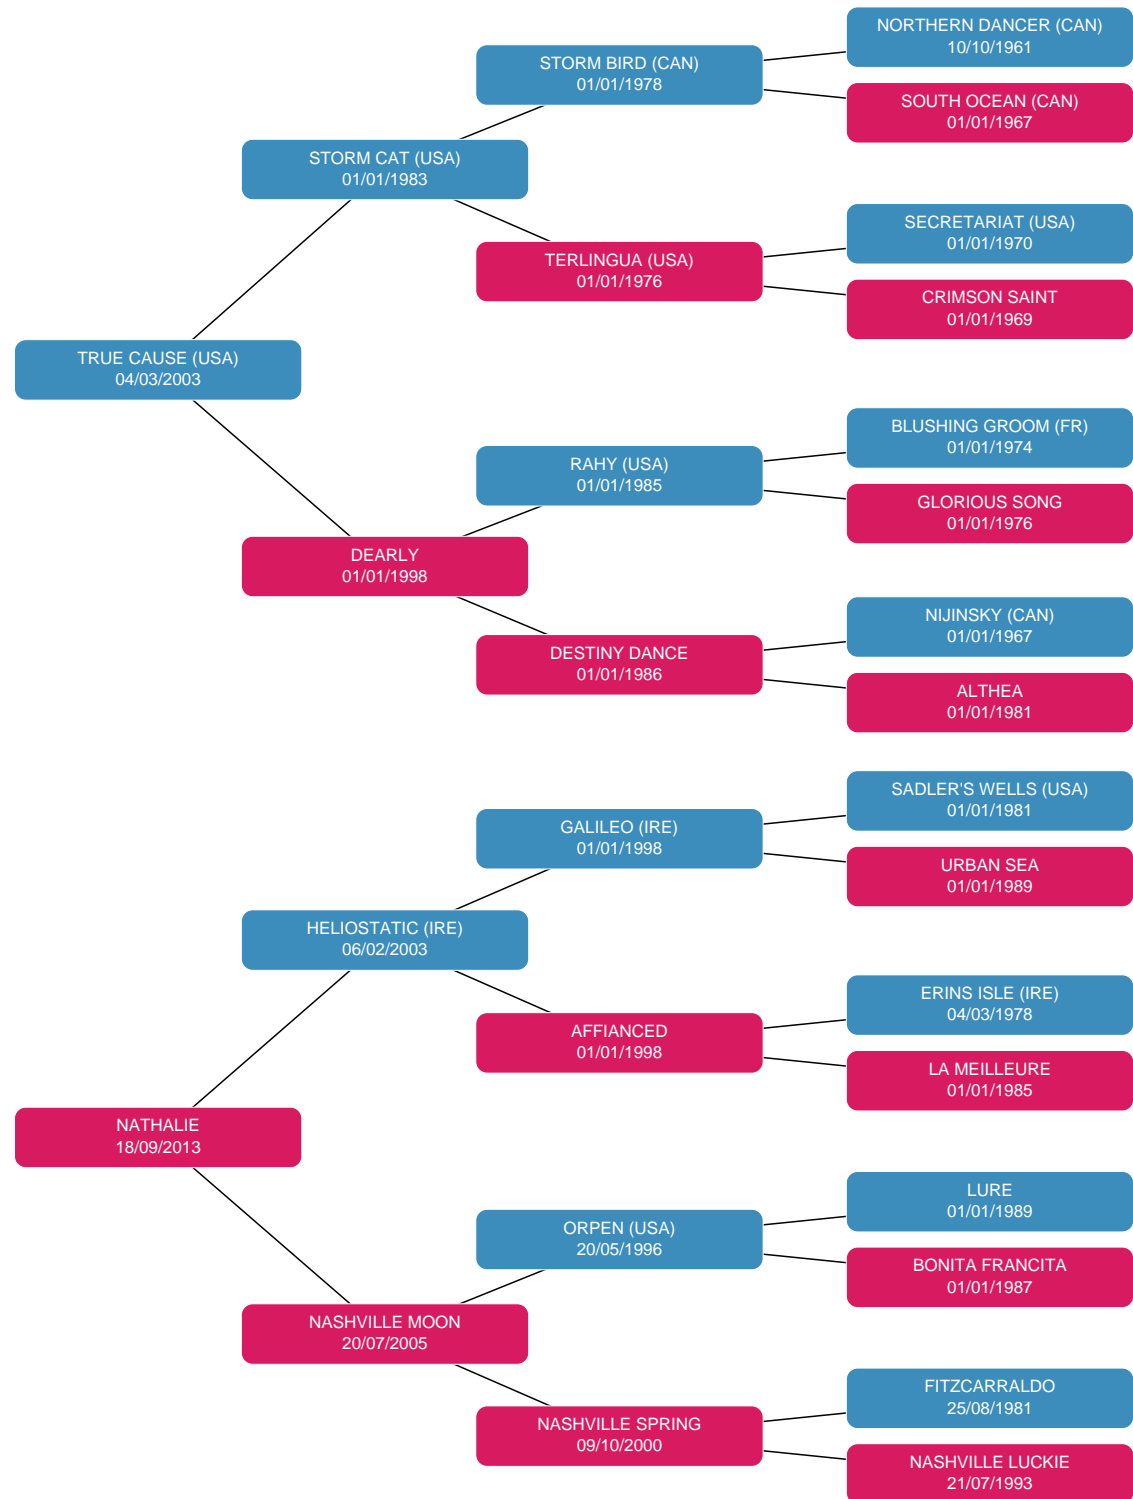 NORTHERN DANCER (CAN)
10/10/1961
STORM BIRD (CAN)
01/01/1978
SOUTH OCEAN (CAN)
01/01/1967
STORM CAT (USA)
01/01/1983
SECRETARIAT (USA)
01/01/1970
TERLINGUA (USA)
01/01/1976
CRIMSON SAINT
01/01/1969
TRUE CAUSE (USA)
04/03/2003
BLUSHING GROOM (FR)
01/01/1974
RAHY (USA)
01/01/1985
GLORIOUS SONG
01/01/1976
DEARLY
01/01/1998
NIJINSKY (CAN)
01/01/1967
DESTINY DANCE
01/01/1986
ALTHEA
01/01/1981
SADLER'S WELLS (USA)
01/01/1981
GALILEO (IRE)
01/01/1998
URBAN SEA
01/01/1989
HELIOSTATIC (IRE)
06/02/2003
ERINS ISLE (IRE)
04/03/1978
AFFIANCED
01/01/1998
LA MEILLEURE
01/01/1985
NATHALIE
18/09/2013
LURE
01/01/1989
ORPEN (USA)
20/05/1996
BONITA FRANCITA
01/01/1987
NASHVILLE MOON
20/07/2005
FITZCARRALDO
25/08/1981
NASHVILLE SPRING
09/10/2000
NASHVILLE LUCKIE
21/07/1993